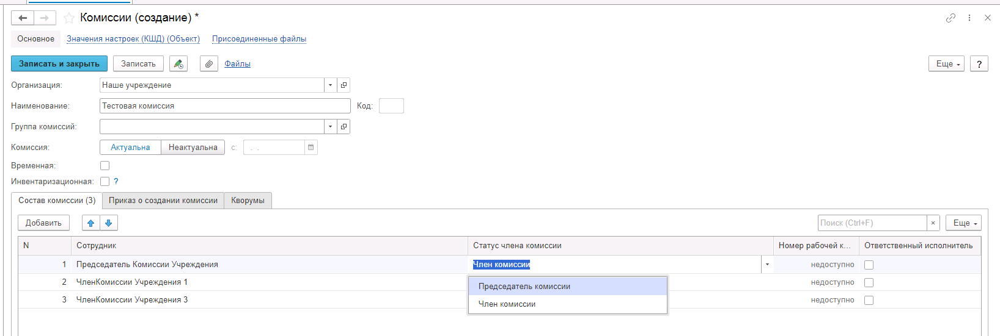 Комиссии (создание) *
Основное Значения настроек (КШД) (Объект) Присоединенные файлы
Записать и закрыть Записать Файлы Еще ?
Организация: Наше учреждение
Наименование: Тестовая комиссия Код:
Группа комиссий:
Комиссия: Актуальна Неактуальна с: . .
Временная:
Инвентаризационная: ?
Состав комиссии (3) Приказ о создании комиссии Кворумы
Добавить Поиск (Ctrl+F) × Еще
N Сотрудник Статус члена комиссии Номер рабочей к... Ответственный исполнитель
1 Председатель Комиссии Учреждения Член комиссии недоступно
2 ЧленКомиссии Учреждения 1 недоступно
Председатель комиссии
3 ЧленКомиссии Учреждения 3 недоступно
Член комиссии